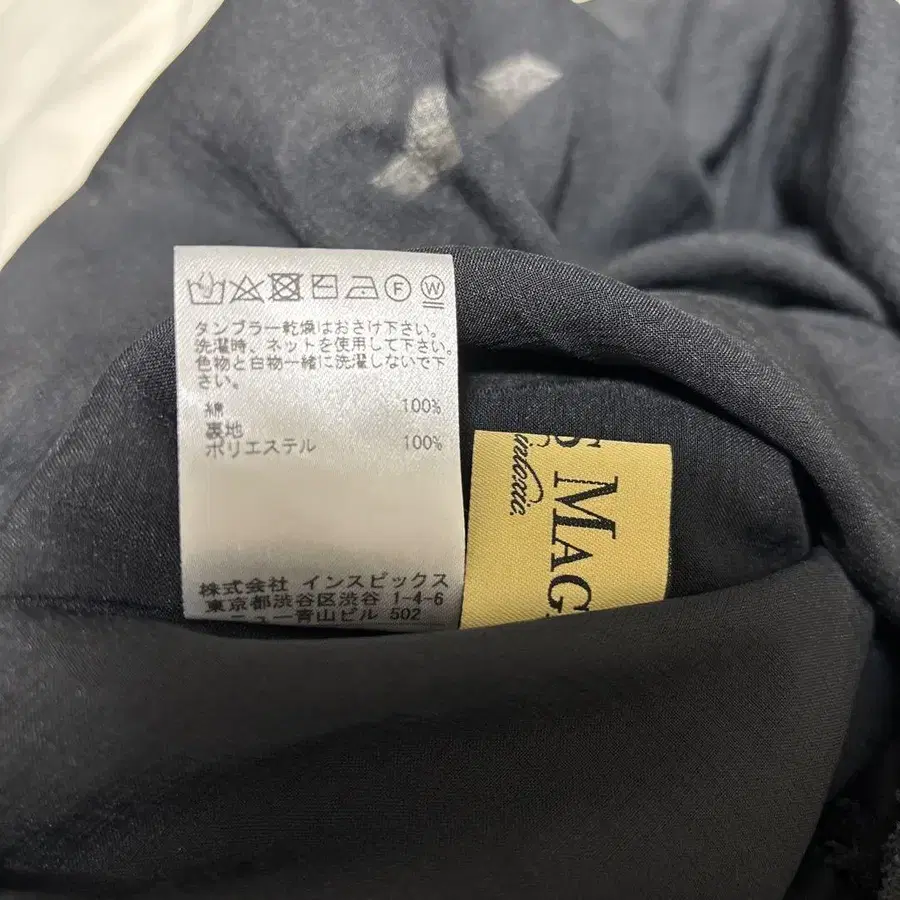 タンブラー乾燥はおさけ下さい。
洗濯時、ネットを使用して下さい。
色物と白物一緒に洗濯しないで下
さい。
綿 100%
裏地
ポリエステル 100%
株式会社 インスピックス
東京都渋谷区渋谷 1-4-6
ニュー青山ビル 502
F
W
S MAG
intoxic.